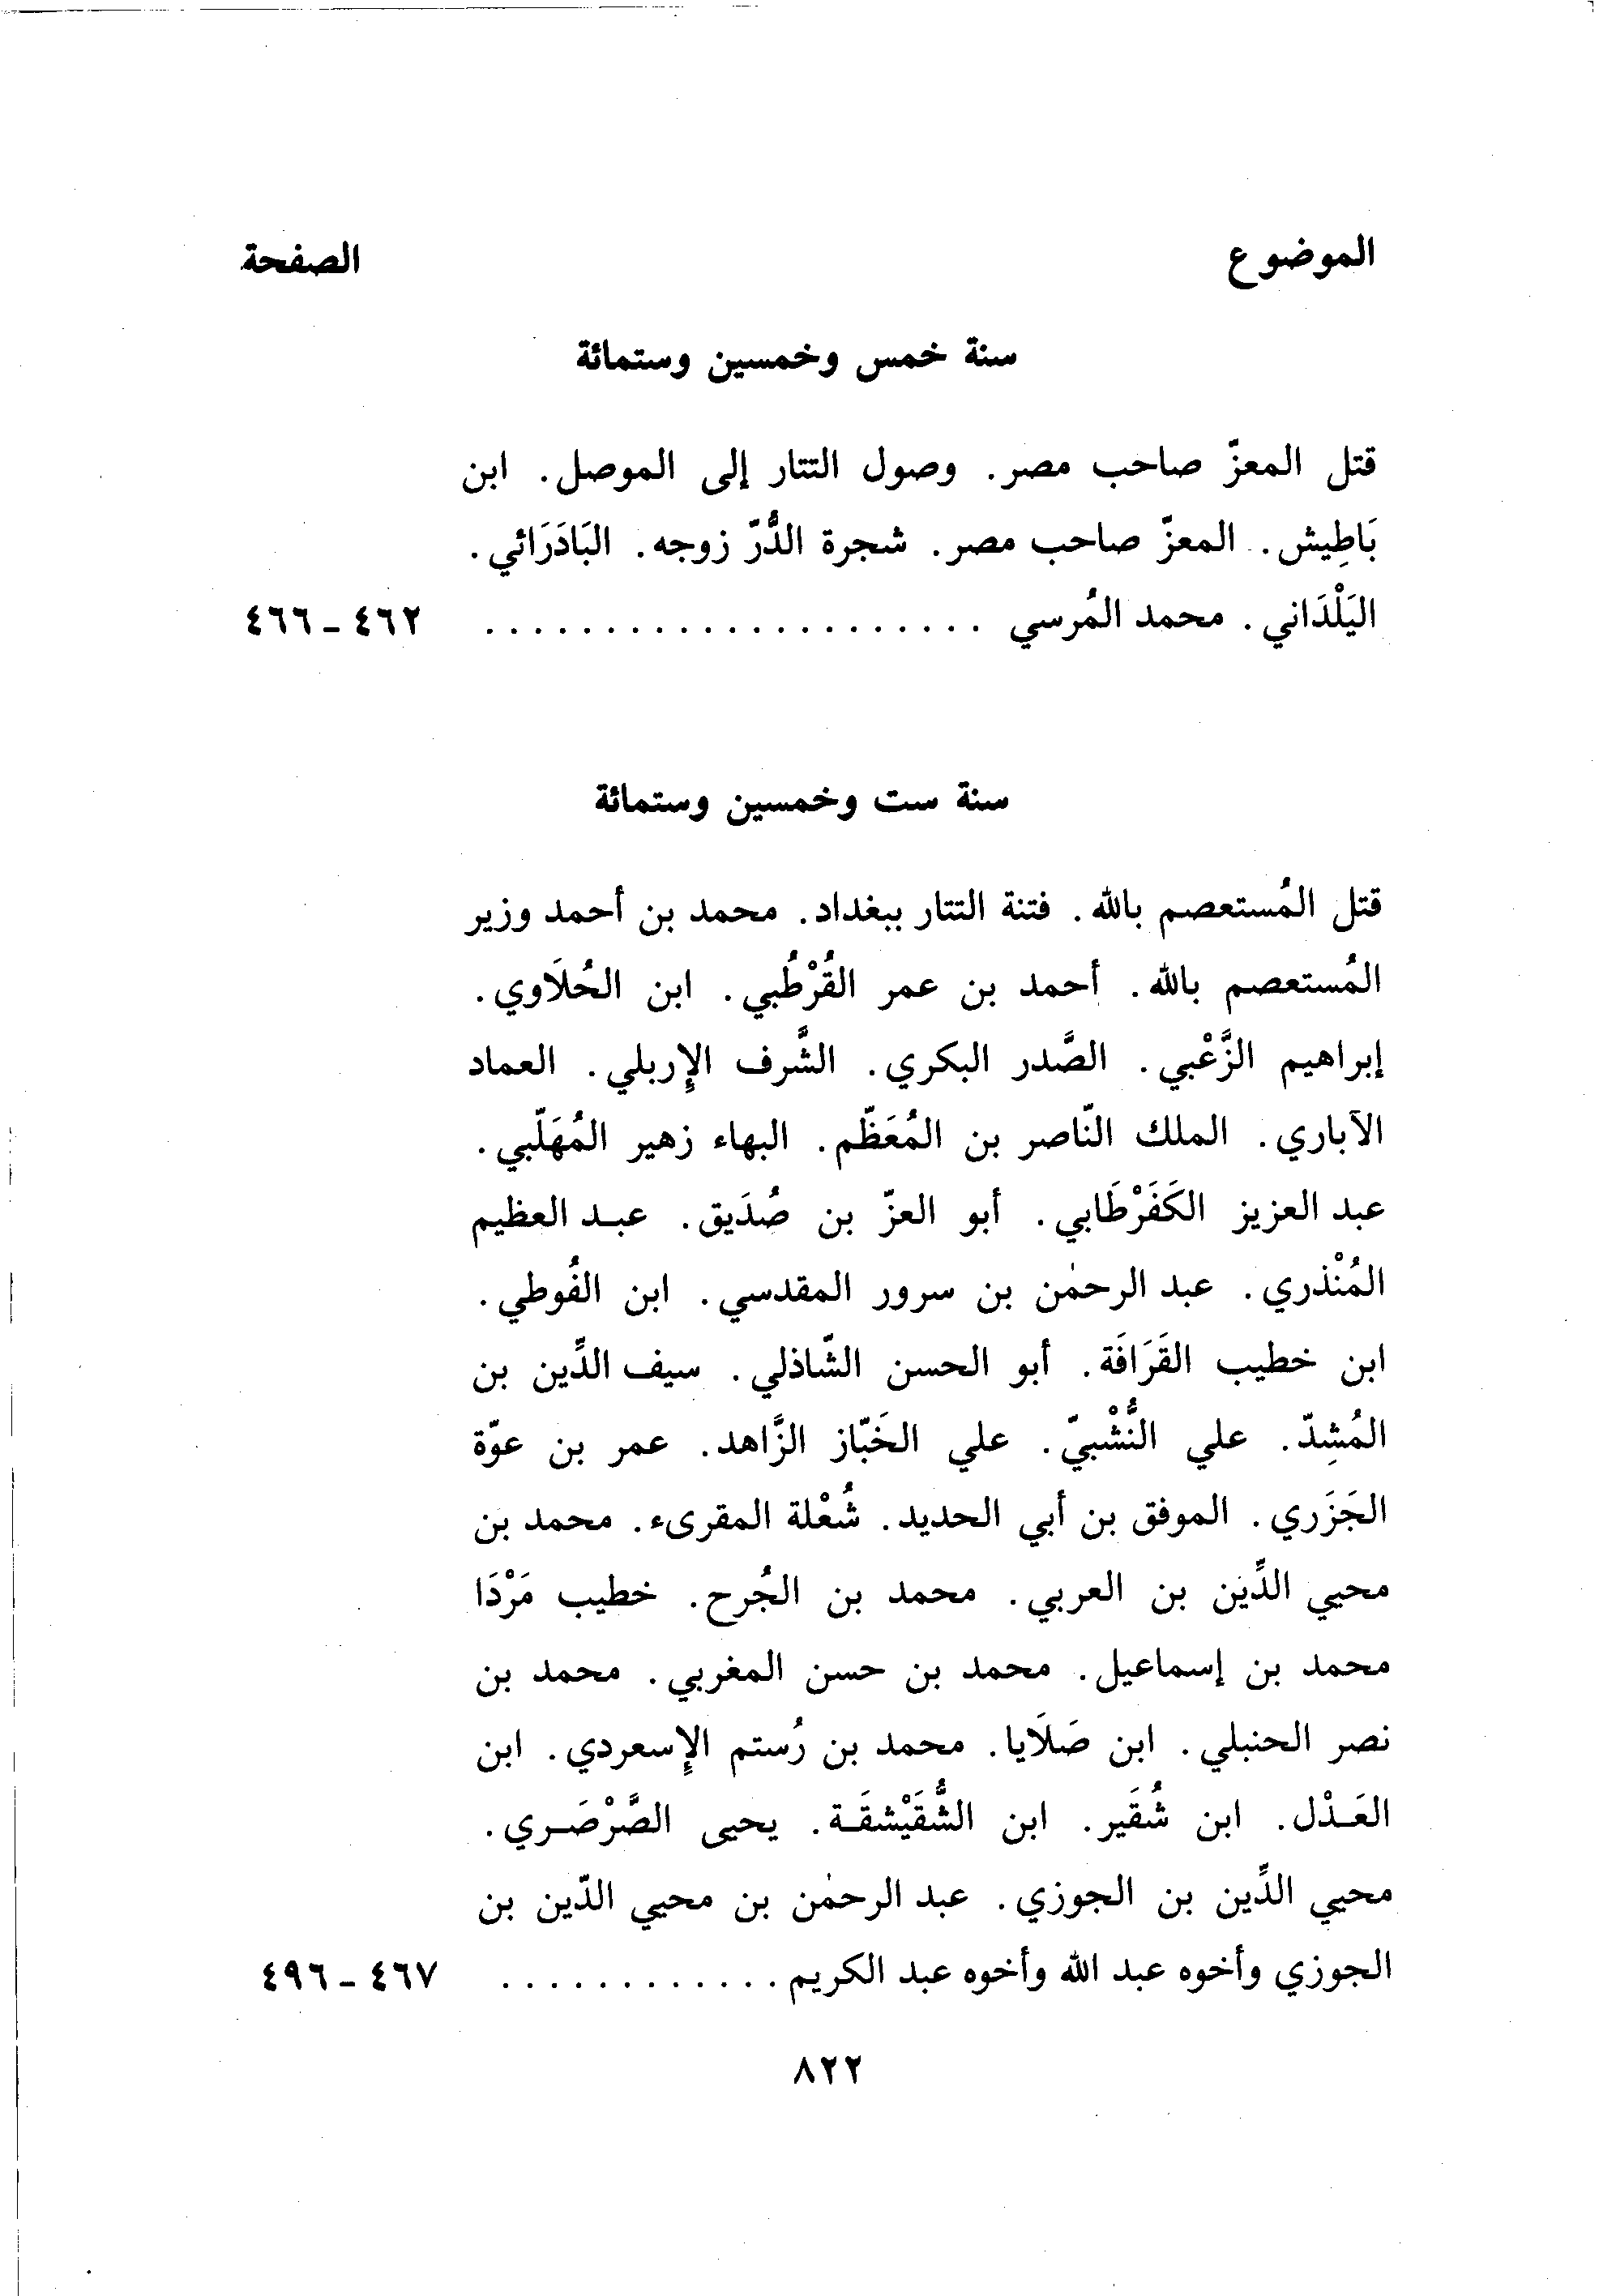 الموضوع الصفحة
سنة خمس وخمسين وستمائة
قتل المعزّ صاحب مصر. وصول التتار إلى الموصل. ابن
بَاطِيش. المعزّ صاحب مصر. شجرة الدُّرّ زوجه. البَادَرَائي.
اليَلْدَاني. محمد المُرسي . . . . . . . . . . . . . . . . . . . . . ٤٦٢ - ٤٦٦
سنة ست وخمسين وستمائة
قتل المُستعصم بالله. فتنة التتار ببغداد. محمد بن أحمد وزير
المُستعصم بالله. أحمد بن عمر القُرْطُبي. ابن الحُلَاوي.
إبراهيم الزَّعْبي. الصَّدر البكري. الشَّرف الإِربلي. العماد
الآباري. الملك النّاصر بن المُعَظّم. البهاء زهير المُهَلّبي.
عبد العزيز الكَفَرْطَابي. أبو العزّ بن صُدَيق. عبد العظيم
المُنْذري. عبد الرحمٰن بن سرور المقدسي. ابن الفُوطي.
ابن خطيب القَرَافَة. أبو الحسن الشّاذلي. سيف الدِّين بن
المُشِدّ. علي النُّشْبيّ. علي الخَبّاز الزَّاهد. عمر بن عوّة
الجَزَري. الموفق بن أبي الحديد. شُعْلة المقرىء. محمد بن
محيي الدِّين بن العربي. محمد بن الجُرح. خطيب مَرْدَا
محمد بن إسماعيل. محمد بن حسن المغربي. محمد بن
نصر الحنبلي. ابن صَلَايا. محمد بن رُستم الإِسعردي. ابن
العَدْل. ابن شُقَير. ابن الشُّقَيْشقَة. يحيى الصَّرْصَري.
محيي الدِّين بن الجوزي. عبد الرحمٰن بن محيي الدّين بن
الجوزي وأخوه عبد الله وأخوه عبد الكريم . . . . . . . . . . . . ٤٦٧ - ٤٩٦
٨٢٢